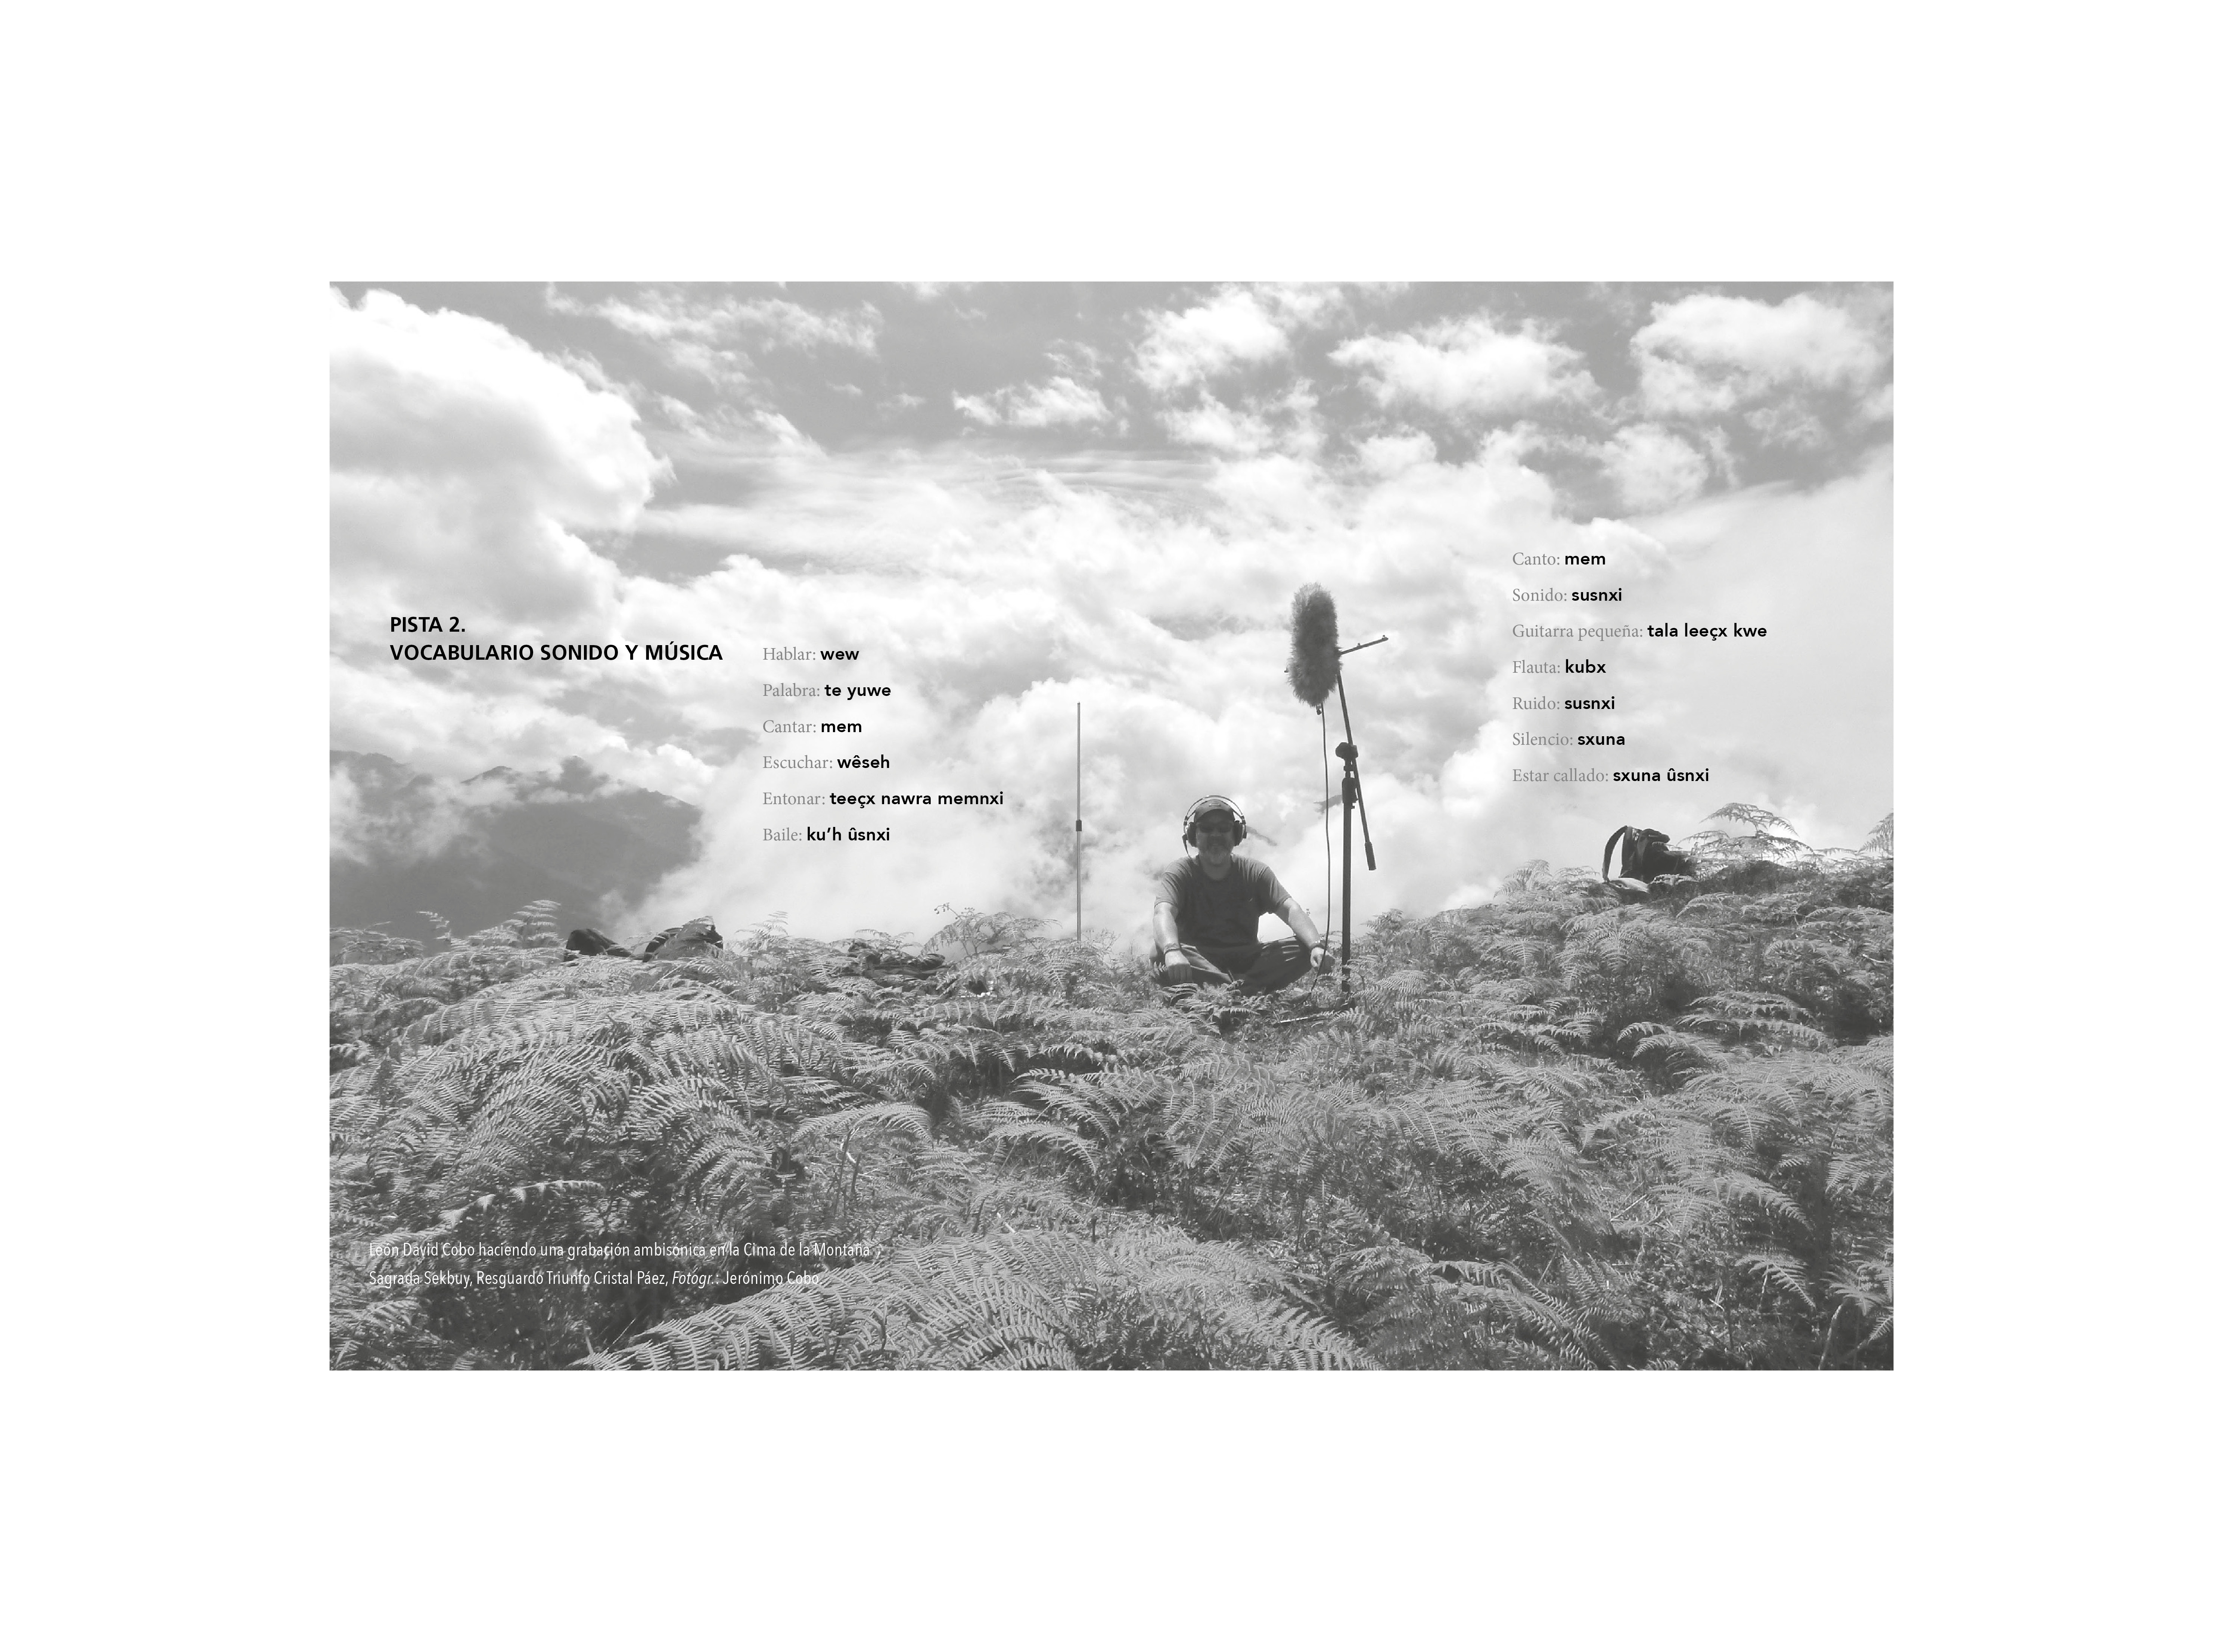 PISTA 2.
VOCABULARIO SONIDO Y MÚSICA
Hablar: wew
Palabra: te yuwe
Cantar: mem
Escuchar: wêseh
Entonar: teeçx nawra memnxi
Baile: ku’h ûsnxi
Canto: mem
Sonido: susnxi
Guitarra pequeña: tala leeçx kwe
Flauta: kubx
Ruido: susnxi
Silencio: sxuna
Estar callado: sxuna ûsnxi
León David Cobo haciendo una grabación ambisónica en la Cima de la Montaña
Sagrada Sekbuy, Resguardo Triunfo Cristal Páez, Fotogr.: Jerónimo Cobo.